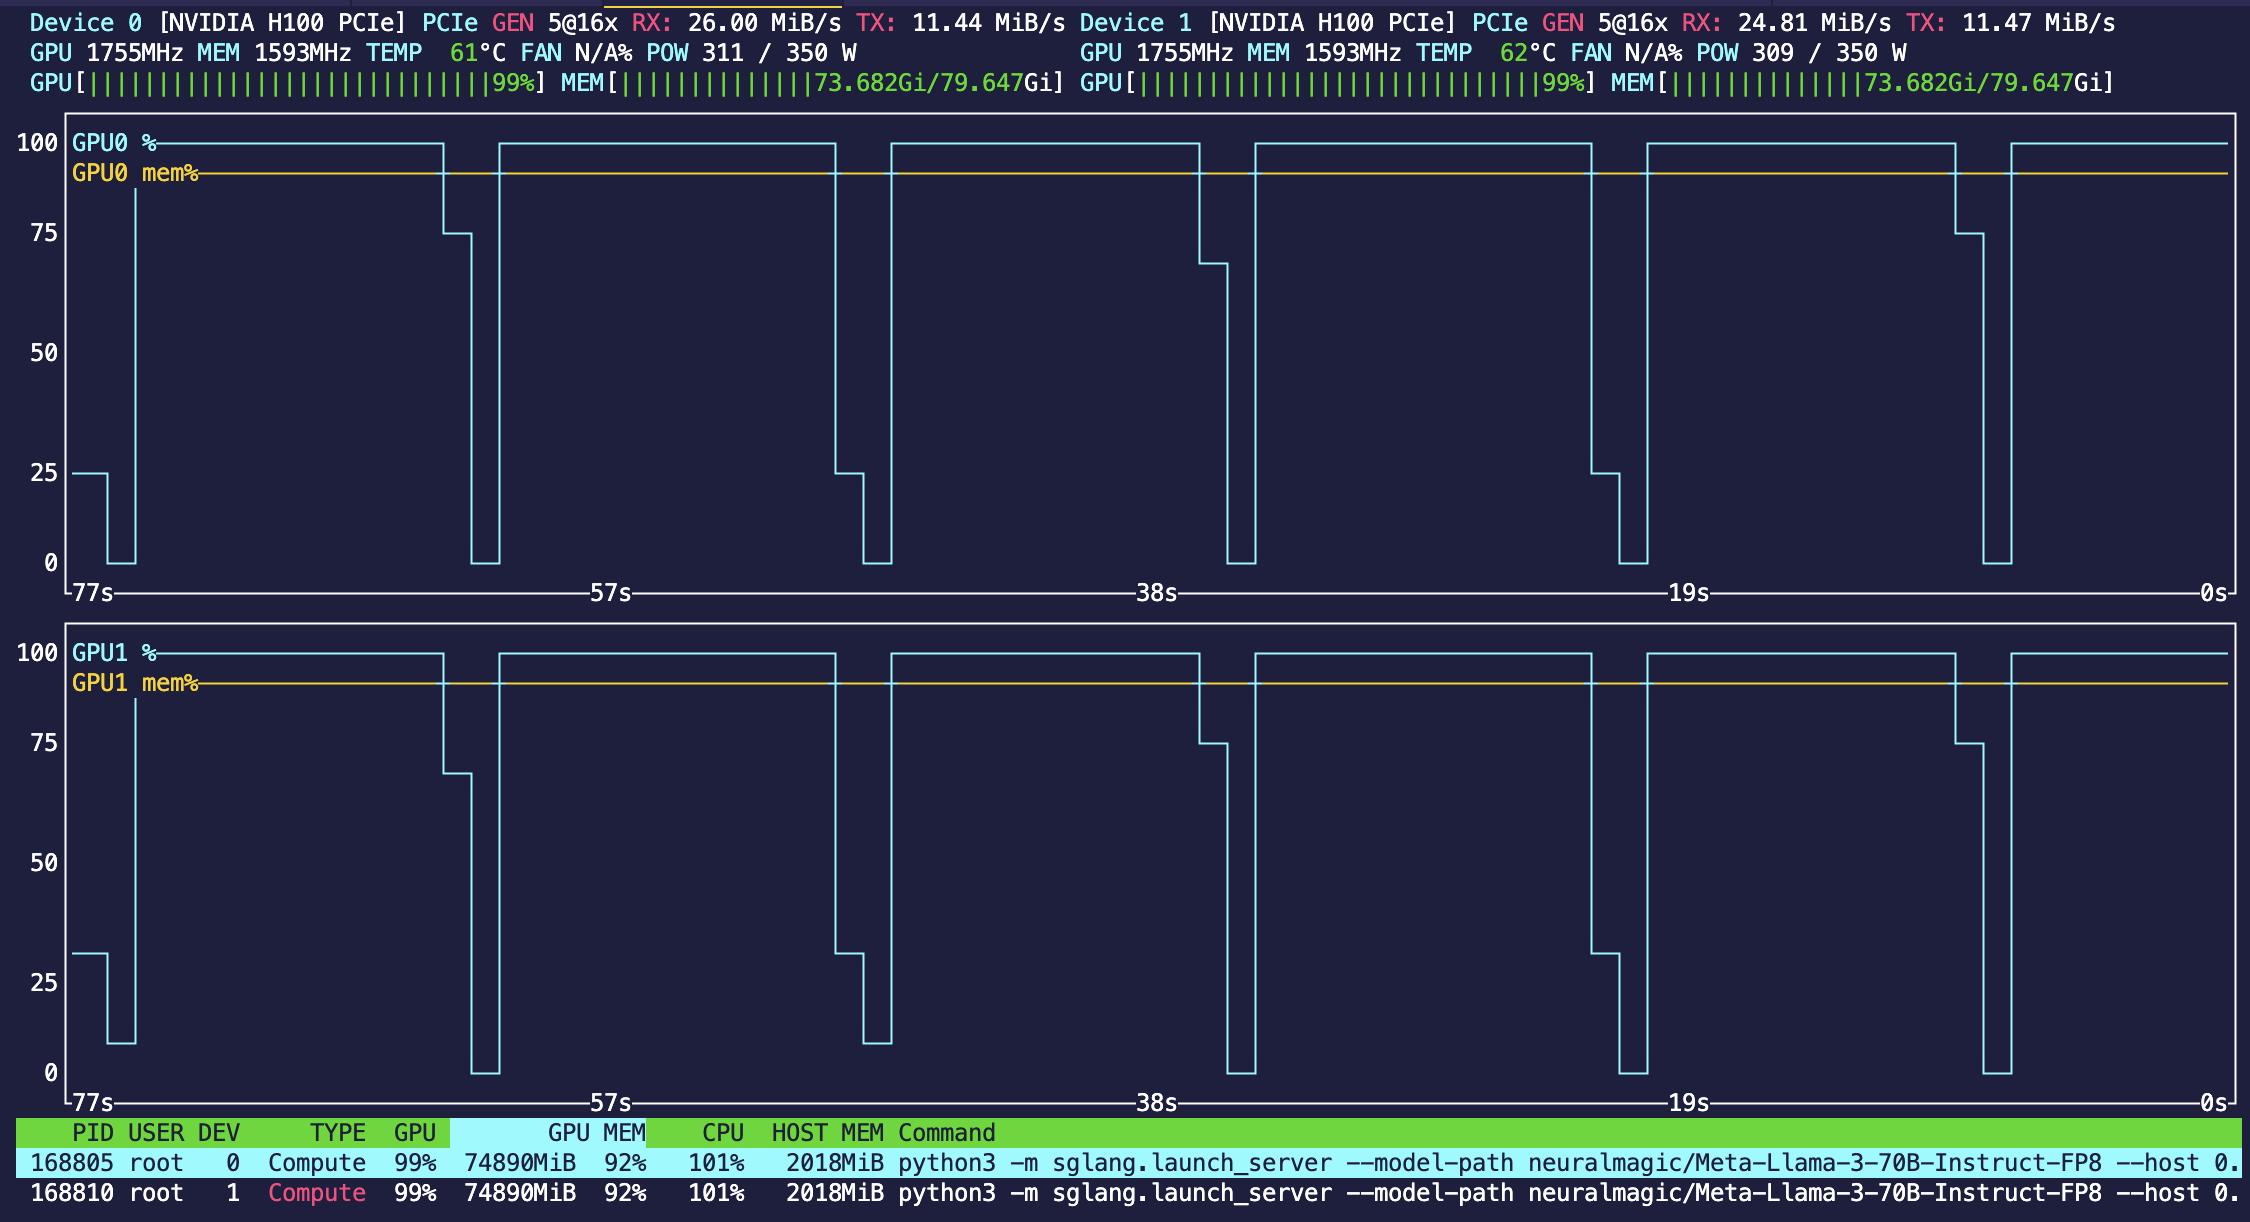 Device 0 [NVIDIA H100 PCIe] PCIe GEN 5@16x RX: 26.00 MiB/s TX: 11.44 MiB/s Device 1 [NVIDIA H100 PCIe] PCIe GEN 5@16x RX: 24.81 MiB/s TX: 11.47 MiB/s
GPU 1755MHz MEM 1593MHz TEMP 61°C FAN N/A% POW 311 / 350 W GPU 1755MHz MEM 1593MHz TEMP 62°C FAN N/A% POW 309 / 350 W
GPU[|||||||||||||||||||||||||||||99%] MEM[||||||||||||||73.682Gi/79.647Gi] GPU[|||||||||||||||||||||||||||||99%] MEM[||||||||||||||73.682Gi/79.647Gi]
100 GPU0 %
GPU0 mem%
75
50
25
0
77s 57s 38s 19s 0s
100 GPU1 %
GPU1 mem%
75
50
25
0
77s 57s 38s 19s 0s
PID USER DEV TYPE GPU GPU MEM CPU HOST MEM Command
168805 root 0 Compute 99% 74890MiB 92% 101% 2018MiB python3 -m sglang.launch_server --model-path neuralmagic/Meta-Llama-3-70B-Instruct-FP8 --host 0.
168810 root 1 Compute 99% 74890MiB 92% 101% 2018MiB python3 -m sglang.launch_server --model-path neuralmagic/Meta-Llama-3-70B-Instruct-FP8 --host 0.